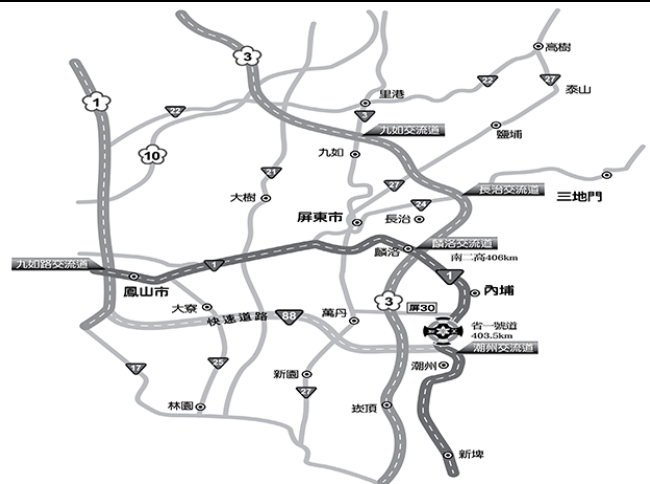 高樹
3
22
27
1
里港
泰山
22
3
九如交流道
鹽埔
九如
10
21
27
長治交流道
三地門
大樹
24
屏東市
長治
麟洛交流道
麟洛
南二高406km
九如路交流道
1
1
鳳山市
內埔
3
屏30
大寮
快速道路
88
萬丹
省一號道
403.5km
潮州交流道
17
25
新園
潮州
27
林園
崁頂
新埤